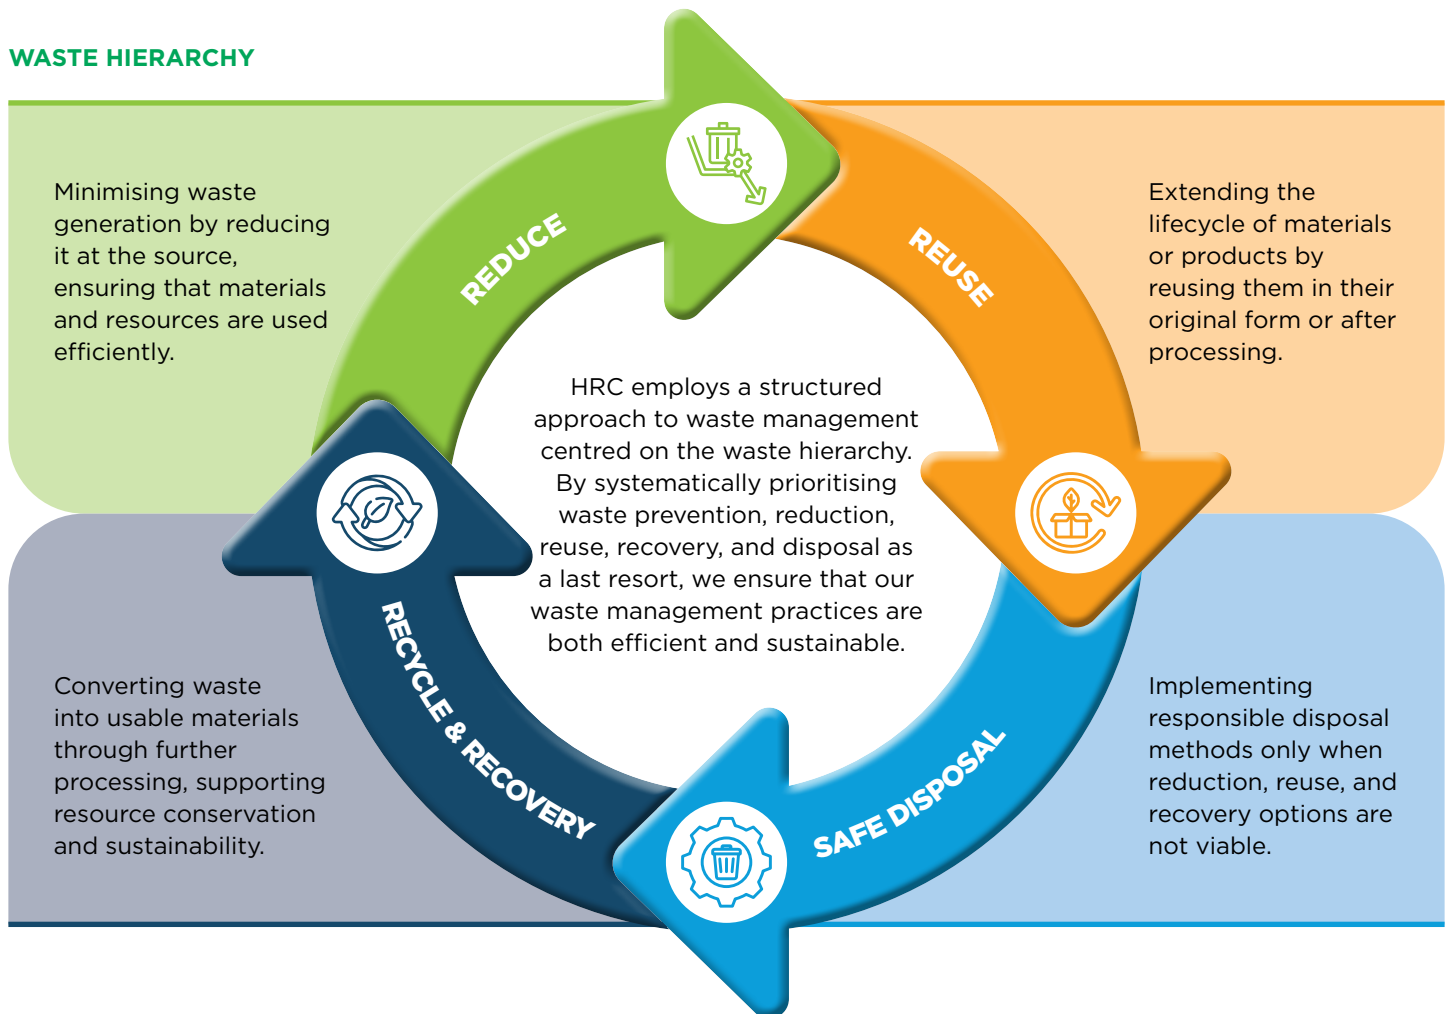 WASTE HIERARCHY
Minimising waste
generation by reducing
it at the source,
ensuring that materials
and resources are used
efficiently.
REDUCE
REUSE
Extending the
lifecycle of materials
or products by
reusing them in their
original form or after
processing.
HRC employs a structured
approach to waste management
centred on the waste hierarchy.
By systematically prioritising
waste prevention, reduction,
reuse, recovery, and disposal as
a last resort, we ensure that our
waste management practices are
both efficient and sustainable.
Converting waste
into usable materials
through further
processing, supporting
resource conservation
and sustainability.
RECYCLE & RECOVERY
SAFE DISPOSAL
Implementing
responsible disposal
methods only when
reduction, reuse, and
recovery options are
not viable.